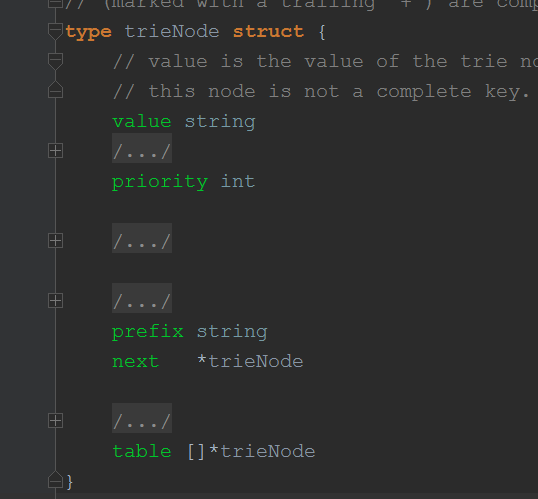 // (marked with a trailing '+') are comp
type trieNode struct {
// value is the value of the trie no
// this node is not a complete key.
value string
/.../
priority int
/.../
/.../
prefix string
next   *trieNode
/.../
table []*trieNode
}